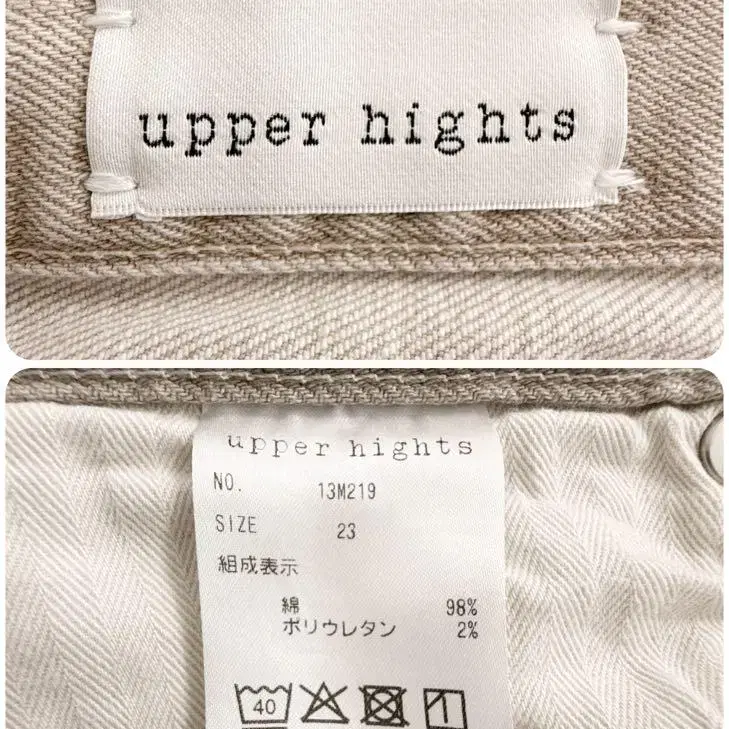 upper hights
upper hights
NO. 13M219
SIZE 23
組成表示
綿 98%
ポリウレタン 2%
40